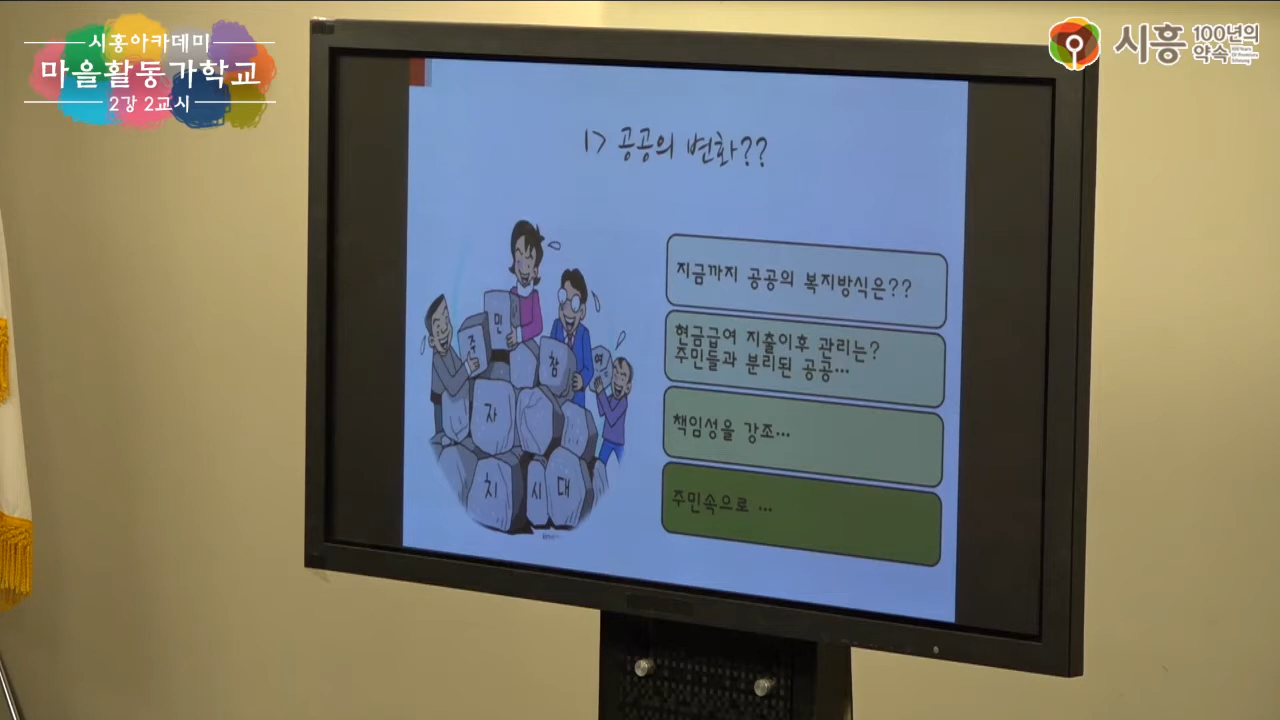 시흥아카데미
마을활동가학교
2강 2교시
시흥 100년의
약속
1> 공공의 변화??
지금까지 공공의 복지방식은??
현금급여 지출이후 관리는?
주민들과 분리된 공공...
책임성을 강조...
주민속으로 ...
주 민 참 여
자
치 시 대